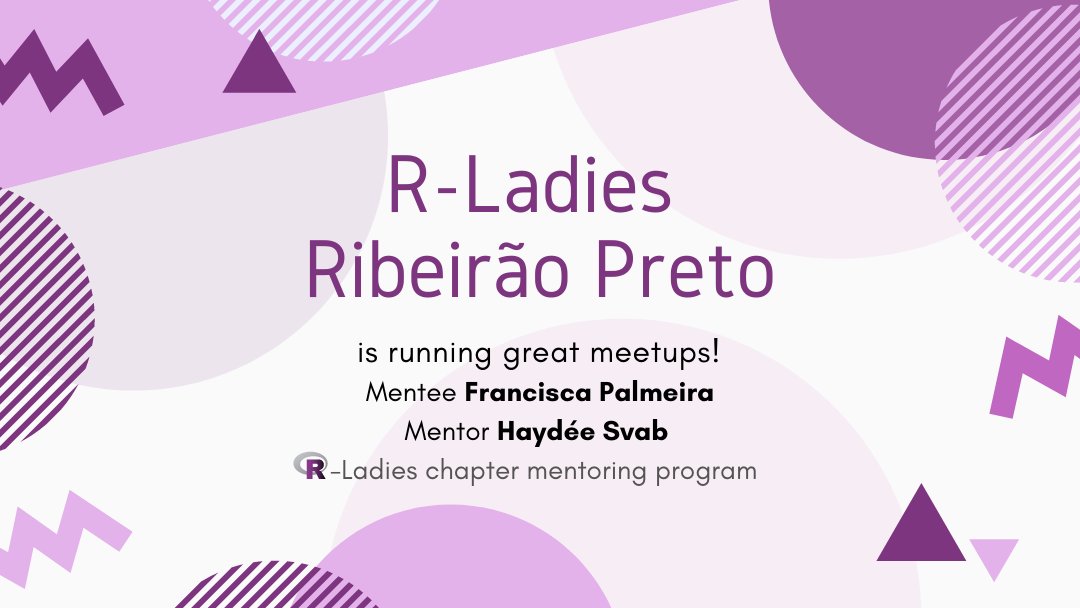 R-Ladies
Ribeirão Preto
is running great meetups!
Mentee Francisca Palmeira
Mentor Haydée Svab
R-Ladies chapter mentoring program